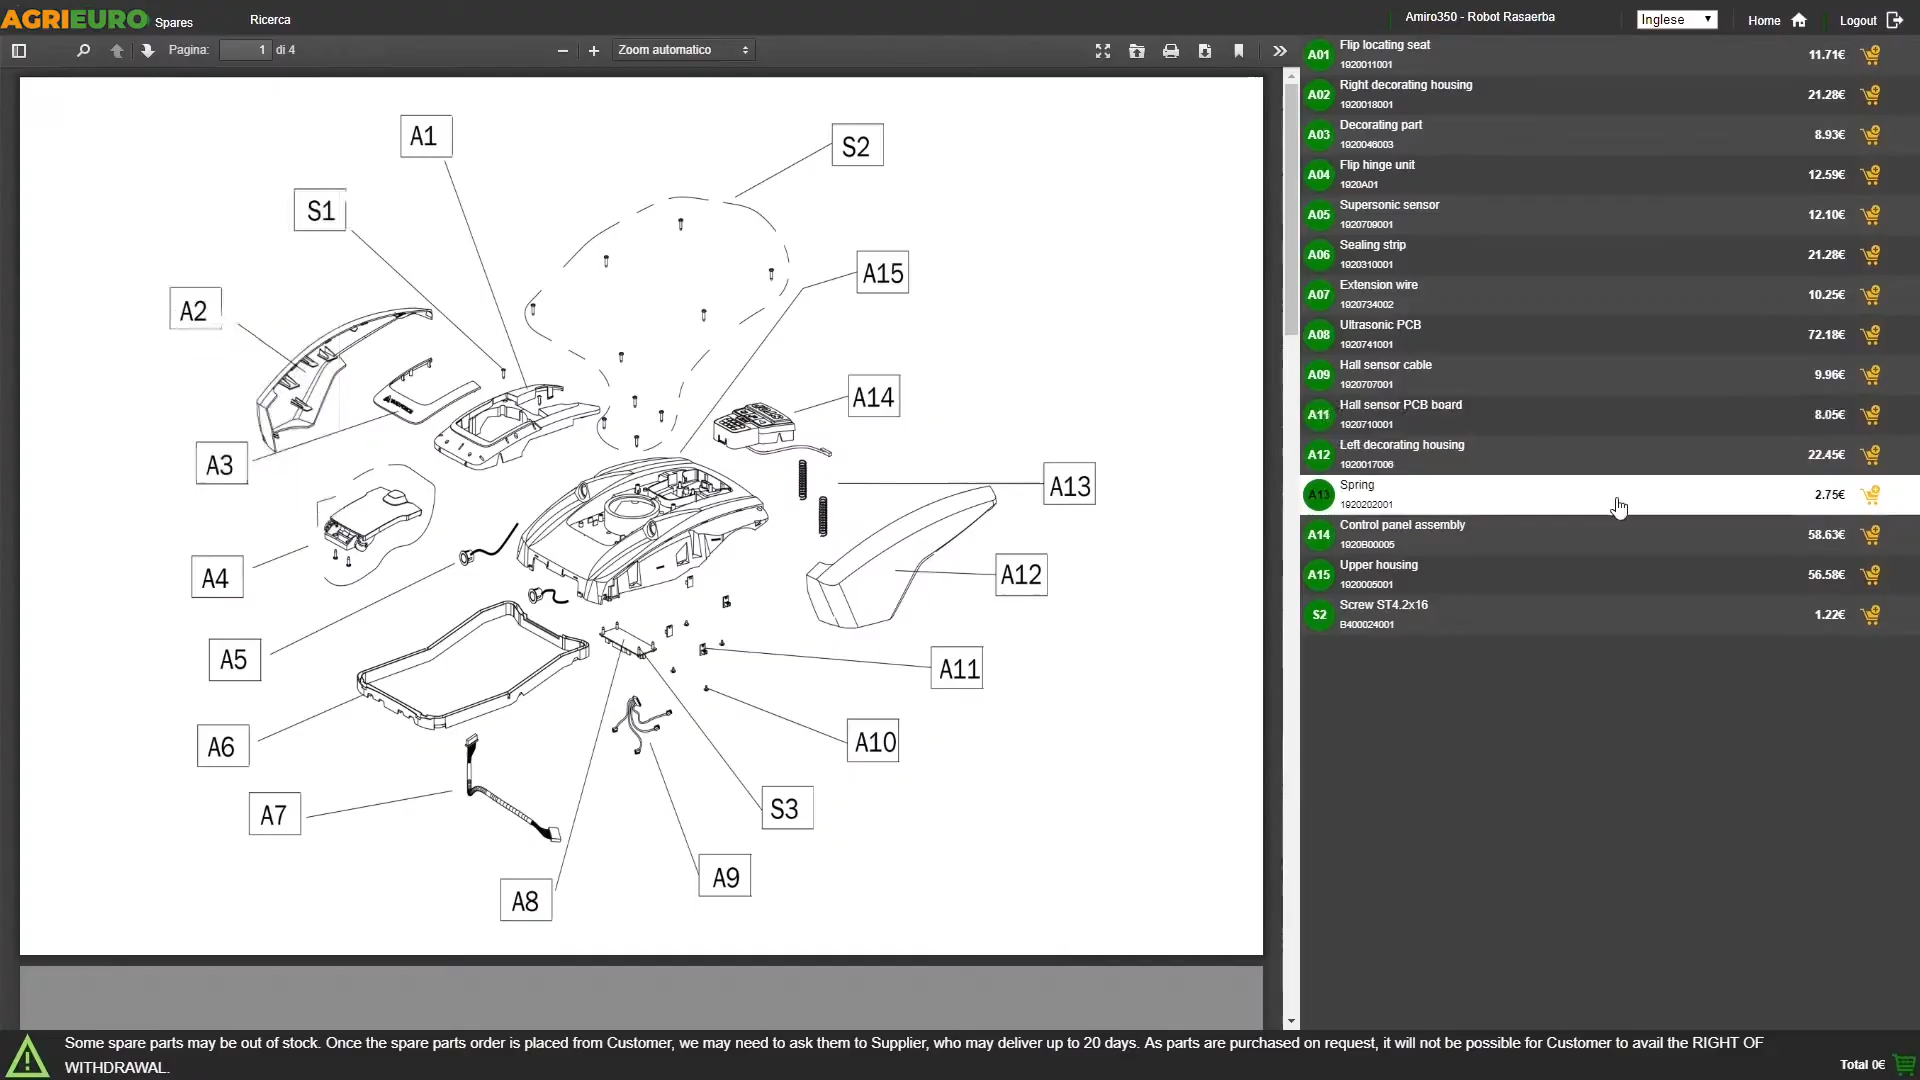 AGRIEURO Spares
Ricerca
Amiro350 - Robot Rasaerba
Inglese
Home
Logout
Pagina: 1 di 4
Zoom automatico
A1
S2
S1
A15
A2
A14
A3
A13
A4
A12
A5
A11
A6
A10
A7
S3
A9
A8
A01 Flip locating seat 11.71€
1920011001
A02 Right decorating housing 21.28€
1920018001
A03 Decorating part 8.93€
1920046003
A04 Flip hinge unit 12.59€
1920A01
A05 Supersonic sensor 12.10€
1920709001
A06 Sealing strip 21.28€
1920310001
A07 Extension wire 10.25€
1920734002
A08 Ultrasonic PCB 72.18€
1920741001
A09 Hall sensor cable 9.96€
1920707001
A11 Hall sensor PCB board 8.05€
1920710001
A12 Left decorating housing 22.45€
1920017006
A13 Spring 2.75€
1920202001
A14 Control panel assembly 58.63€
1920B00005
A15 Upper housing 56.58€
1920005001
S2 Screw ST4.2x16 1.22€
B400024001
Some spare parts may be out of stock. Once the spare parts order is placed from Customer, we may need to ask them to Supplier, who may deliver up to 20 days. As parts are purchased on request, it will not be possible for Customer to avail the RIGHT OF
WITHDRAWAL.
Total 0€